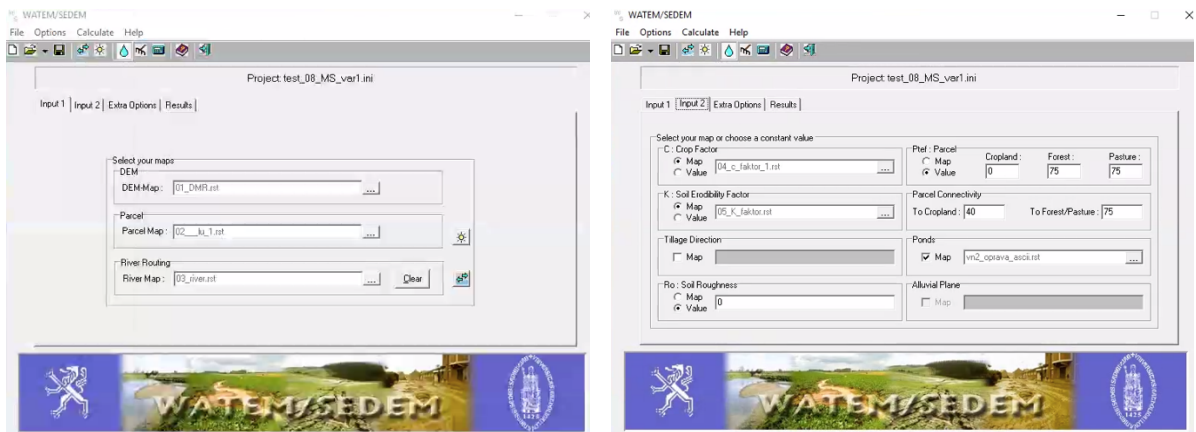 WATEM/SEDEM
File Options Calculate Help
Project: test_08_MS_var1.ini
Input 1 Input 2 Extra Options Results
Select your maps
DEM
DEM-Map : 01_DMR.rst ...
Parcel
Parcel Map : 02___lu_1.rst ...
River Routing
River Map : 03_river.rst ... Clear
WATEM/SEDEM
WATEM/SEDEM
File Options Calculate Help
Project: test_08_MS_var1.ini
Input 1 Input 2 Extra Options Results
Select your map or choose a constant value
C : Crop Factor
Map
Value
04_c_faktor_1.rst ...
Ptef : Parcel
Map
Value
Cropland : Forest : Pasture :
0 75 75
K : Soil Erodibility Factor
Map
Value
05_K_faktor.rst ...
Parcel Connectivity
To Cropland : 40 To Forest/Pasture : 75
Tillage Direction
Map
Ponds
Map vn2_oprava_ascii.rst ...
Ro : Soil Roughness
Map
Value
0
Alluvial Plane
Map
WATEM/SEDEM